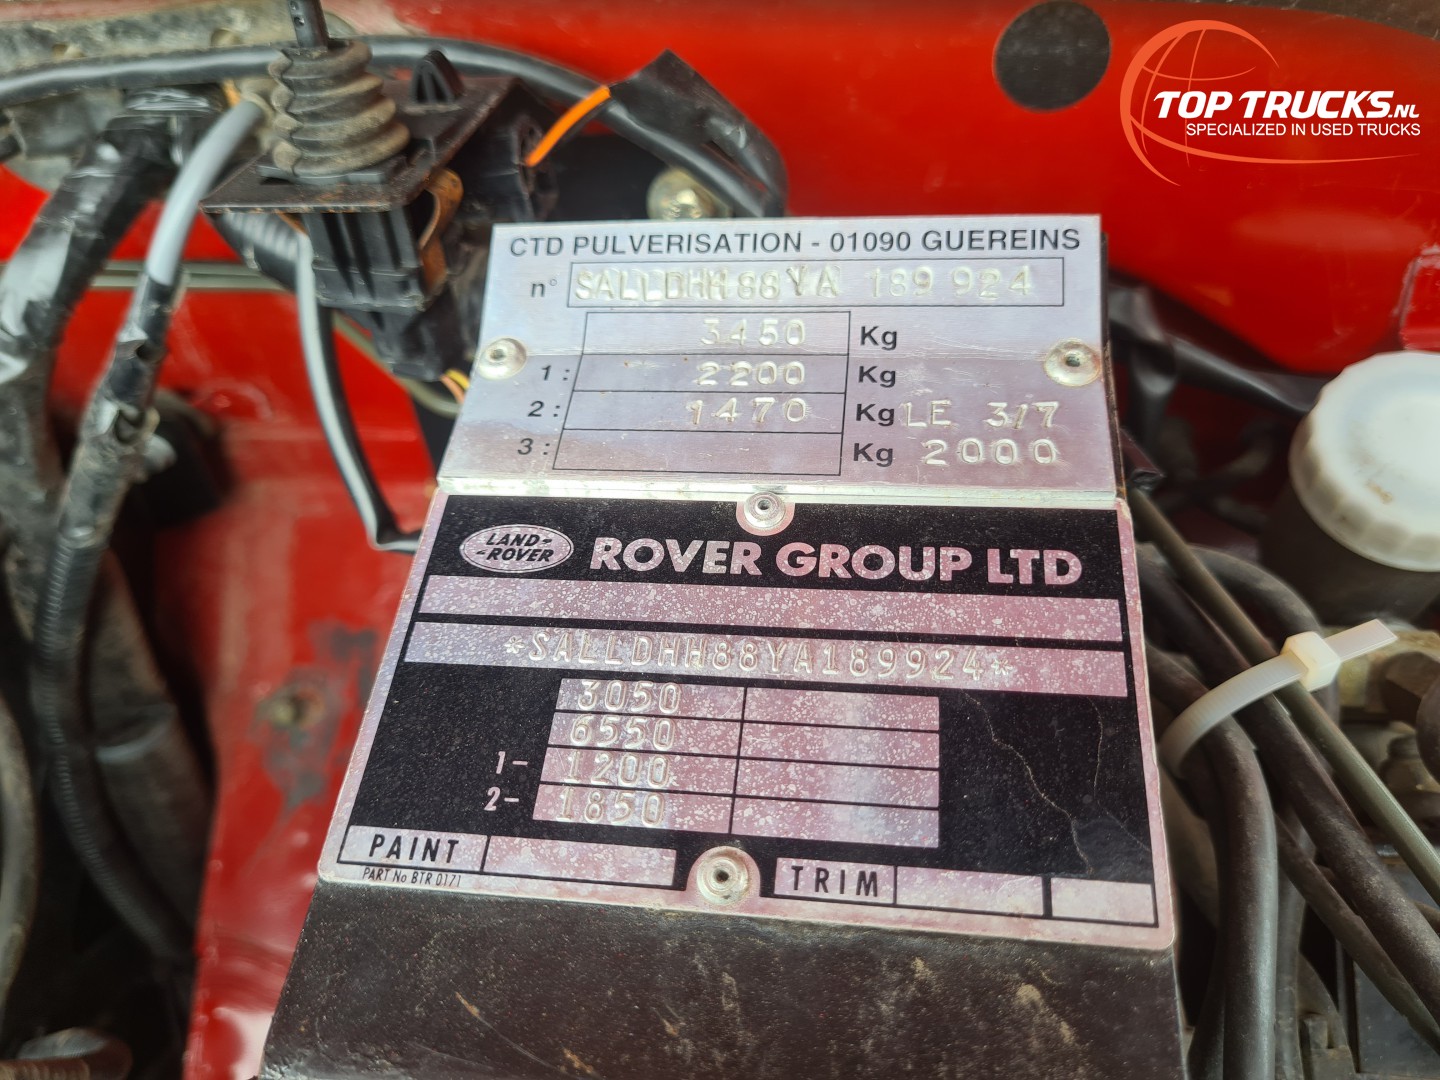 TOP TRUCKS.NL
SPECIALIZED IN USED TRUCKS
CTD PULVERISATION - 01090 GUEREINS
n° SALLDHH88YA 189 924
3450 Kg
1: 2200 Kg
2: 1470 Kg LE 3/7
3: Kg 2000
LAND-
-ROVER
ROVER GROUP LTD
*SALLDHH88YA189924*
3050
6550
1- 1200
2- 1850
PAINT TRIM
PART No BTR 0171